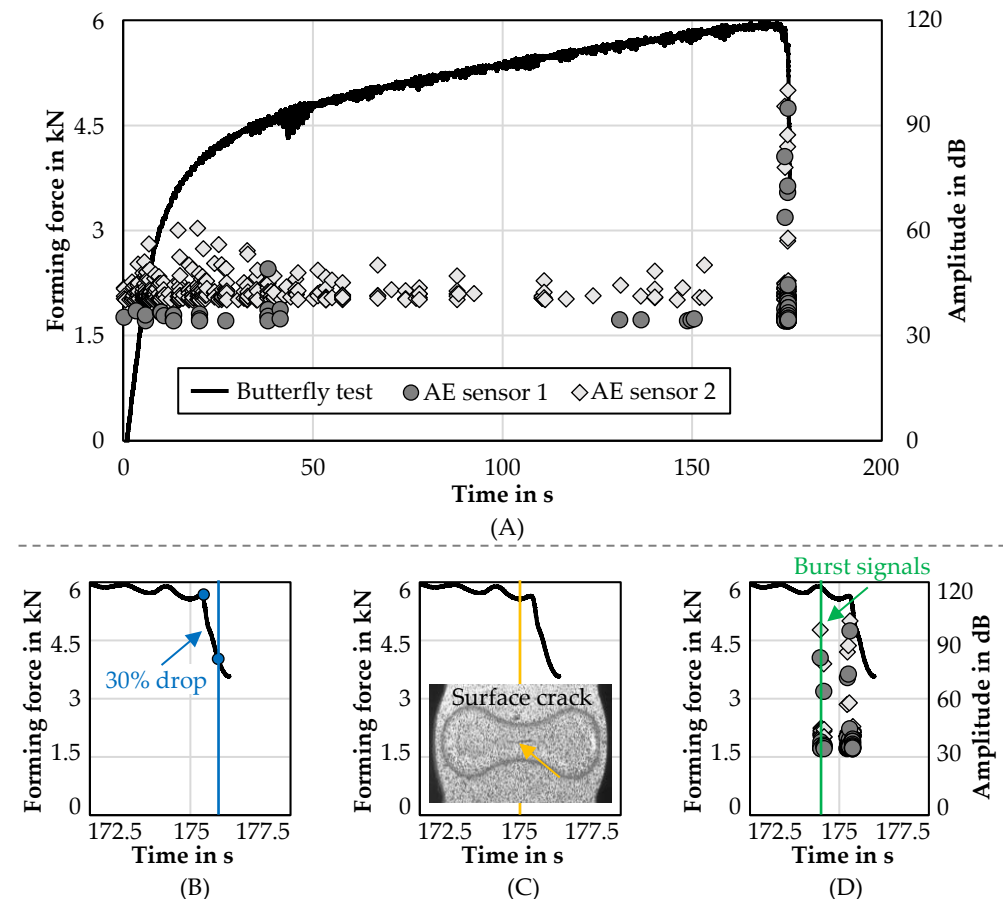 6
4.5
3
1.5
0
Forming force in kN
120
90
60
30
0
Amplitude in dB
Butterfly test
AE sensor 1
AE sensor 2
0
50
100
150
200
Time in s
(A)
6
4.5
3
1.5
0
Forming force in kN
30% drop
172.5
175
177.5
Time in s
(B)
6
4.5
3
1.5
0
Forming force in kN
Surface crack
172.5
175
177.5
Time in s
(C)
Burst signals
6
4.5
3
1.5
0
Forming force in kN
120
90
60
30
0
Amplitude in dB
172.5
175
177.5
Time in s
(D)